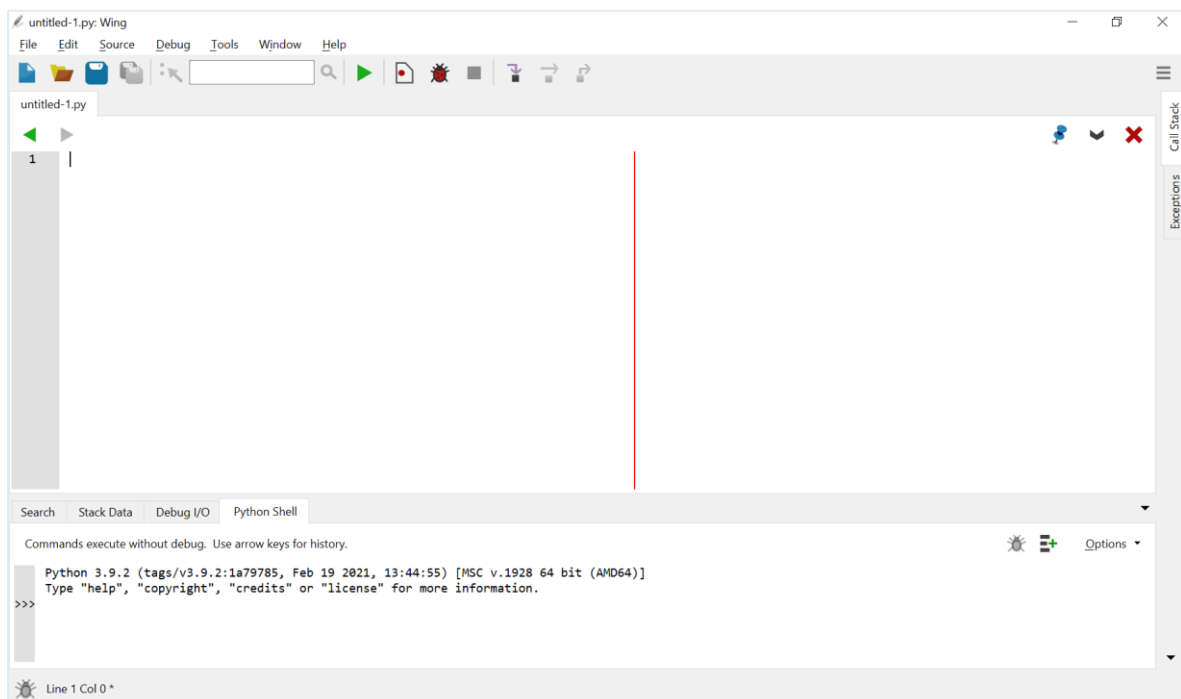 untitled-1.py: Wing
File Edit Source Debug Tools Window Help
untitled-1.py
Call Stack
Exceptions
1
Search Stack Data Debug I/O Python Shell
Commands execute without debug. Use arrow keys for history.
Options
Python 3.9.2 (tags/v3.9.2:1a79785, Feb 19 2021, 13:44:55) [MSC v.1928 64 bit (AMD64)]
Type "help", "copyright", "credits" or "license" for more information.
>>>
Line 1 Col 0 *